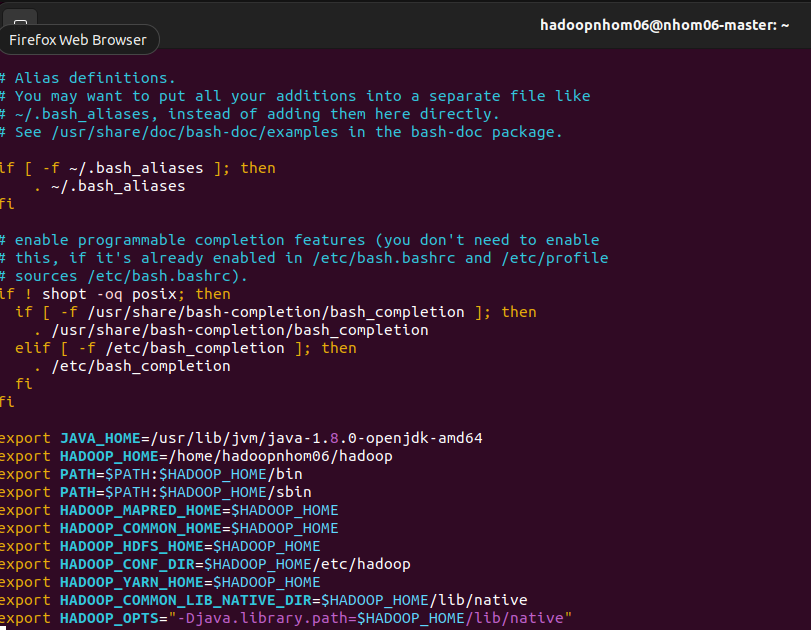 hadoopnhom06@nhom06-master: ~
Firefox Web Browser
# Alias definitions.
# You may want to put all your additions into a separate file like
# ~/.bash_aliases, instead of adding them here directly.
# See /usr/share/doc/bash-doc/examples in the bash-doc package.
if [ -f ~/.bash_aliases ]; then
    . ~/.bash_aliases
fi
# enable programmable completion features (you don't need to enable
# this, if it's already enabled in /etc/bash.bashrc and /etc/profile
# sources /etc/bash.bashrc).
if ! shopt -oq posix; then
  if [ -f /usr/share/bash-completion/bash_completion ]; then
    . /usr/share/bash-completion/bash_completion
  elif [ -f /etc/bash_completion ]; then
    . /etc/bash_completion
  fi
fi
export JAVA_HOME=/usr/lib/jvm/java-1.8.0-openjdk-amd64
export HADOOP_HOME=/home/hadoopnhom06/hadoop
export PATH=$PATH:$HADOOP_HOME/bin
export PATH=$PATH:$HADOOP_HOME/sbin
export HADOOP_MAPRED_HOME=$HADOOP_HOME
export HADOOP_COMMON_HOME=$HADOOP_HOME
export HADOOP_HDFS_HOME=$HADOOP_HOME
export HADOOP_CONF_DIR=$HADOOP_HOME/etc/hadoop
export HADOOP_YARN_HOME=$HADOOP_HOME
export HADOOP_COMMON_LIB_NATIVE_DIR=$HADOOP_HOME/lib/native
export HADOOP_OPTS="-Djava.library.path=$HADOOP_HOME/lib/native"